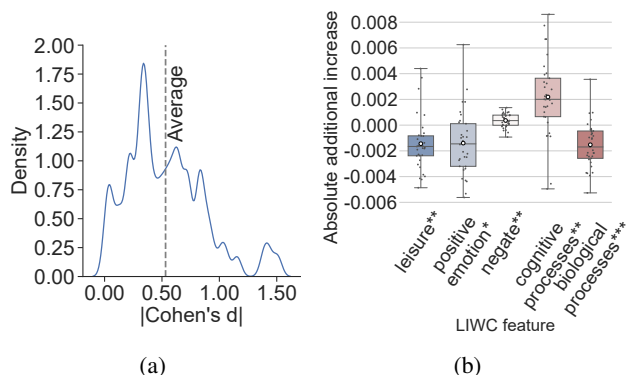 2.00
1.75
1.50
1.25
1.00
0.75
0.50
0.25
0.00
Density
Average
0.00 0.50 1.00 1.50
|Cohen's d|
(a)
0.008
0.006
0.004
0.002
0.000
-0.002
-0.004
-0.006
Absolute additional increase
leisure**
positive
emotion*
negate**
cognitive
processes**
biological
processes***
LIWC feature
(b)